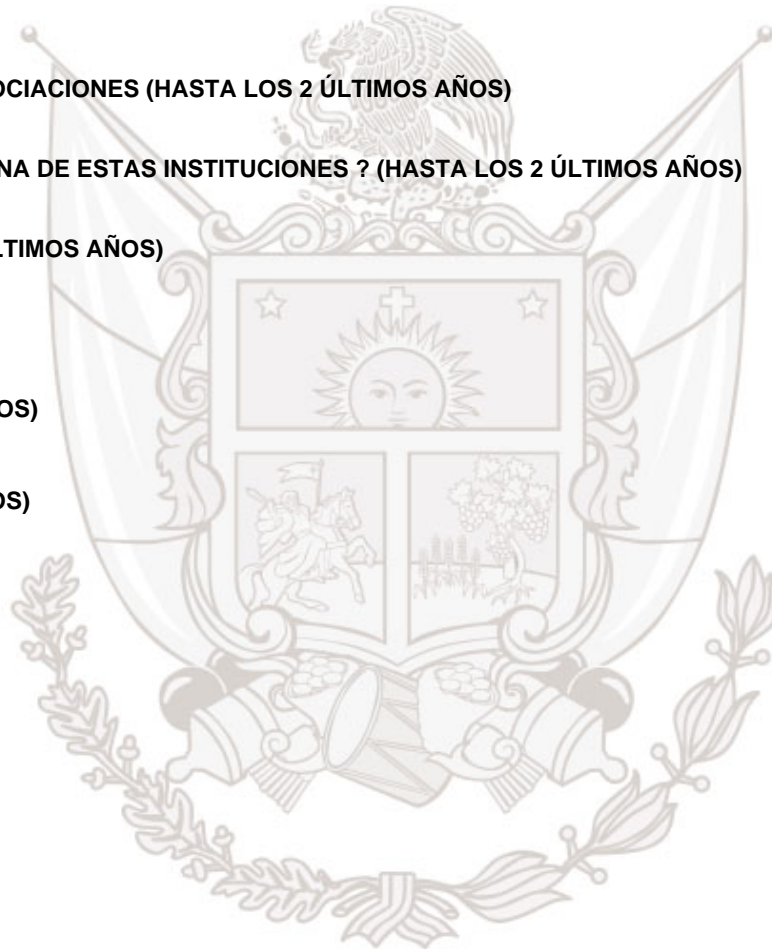 OCIACIONES (HASTA LOS 2 ÚLTIMOS AÑOS)
NA DE ESTAS INSTITUCIONES ? (HASTA LOS 2 ÚLTIMOS AÑOS)
LTIMOS AÑOS)
OS)
OS)